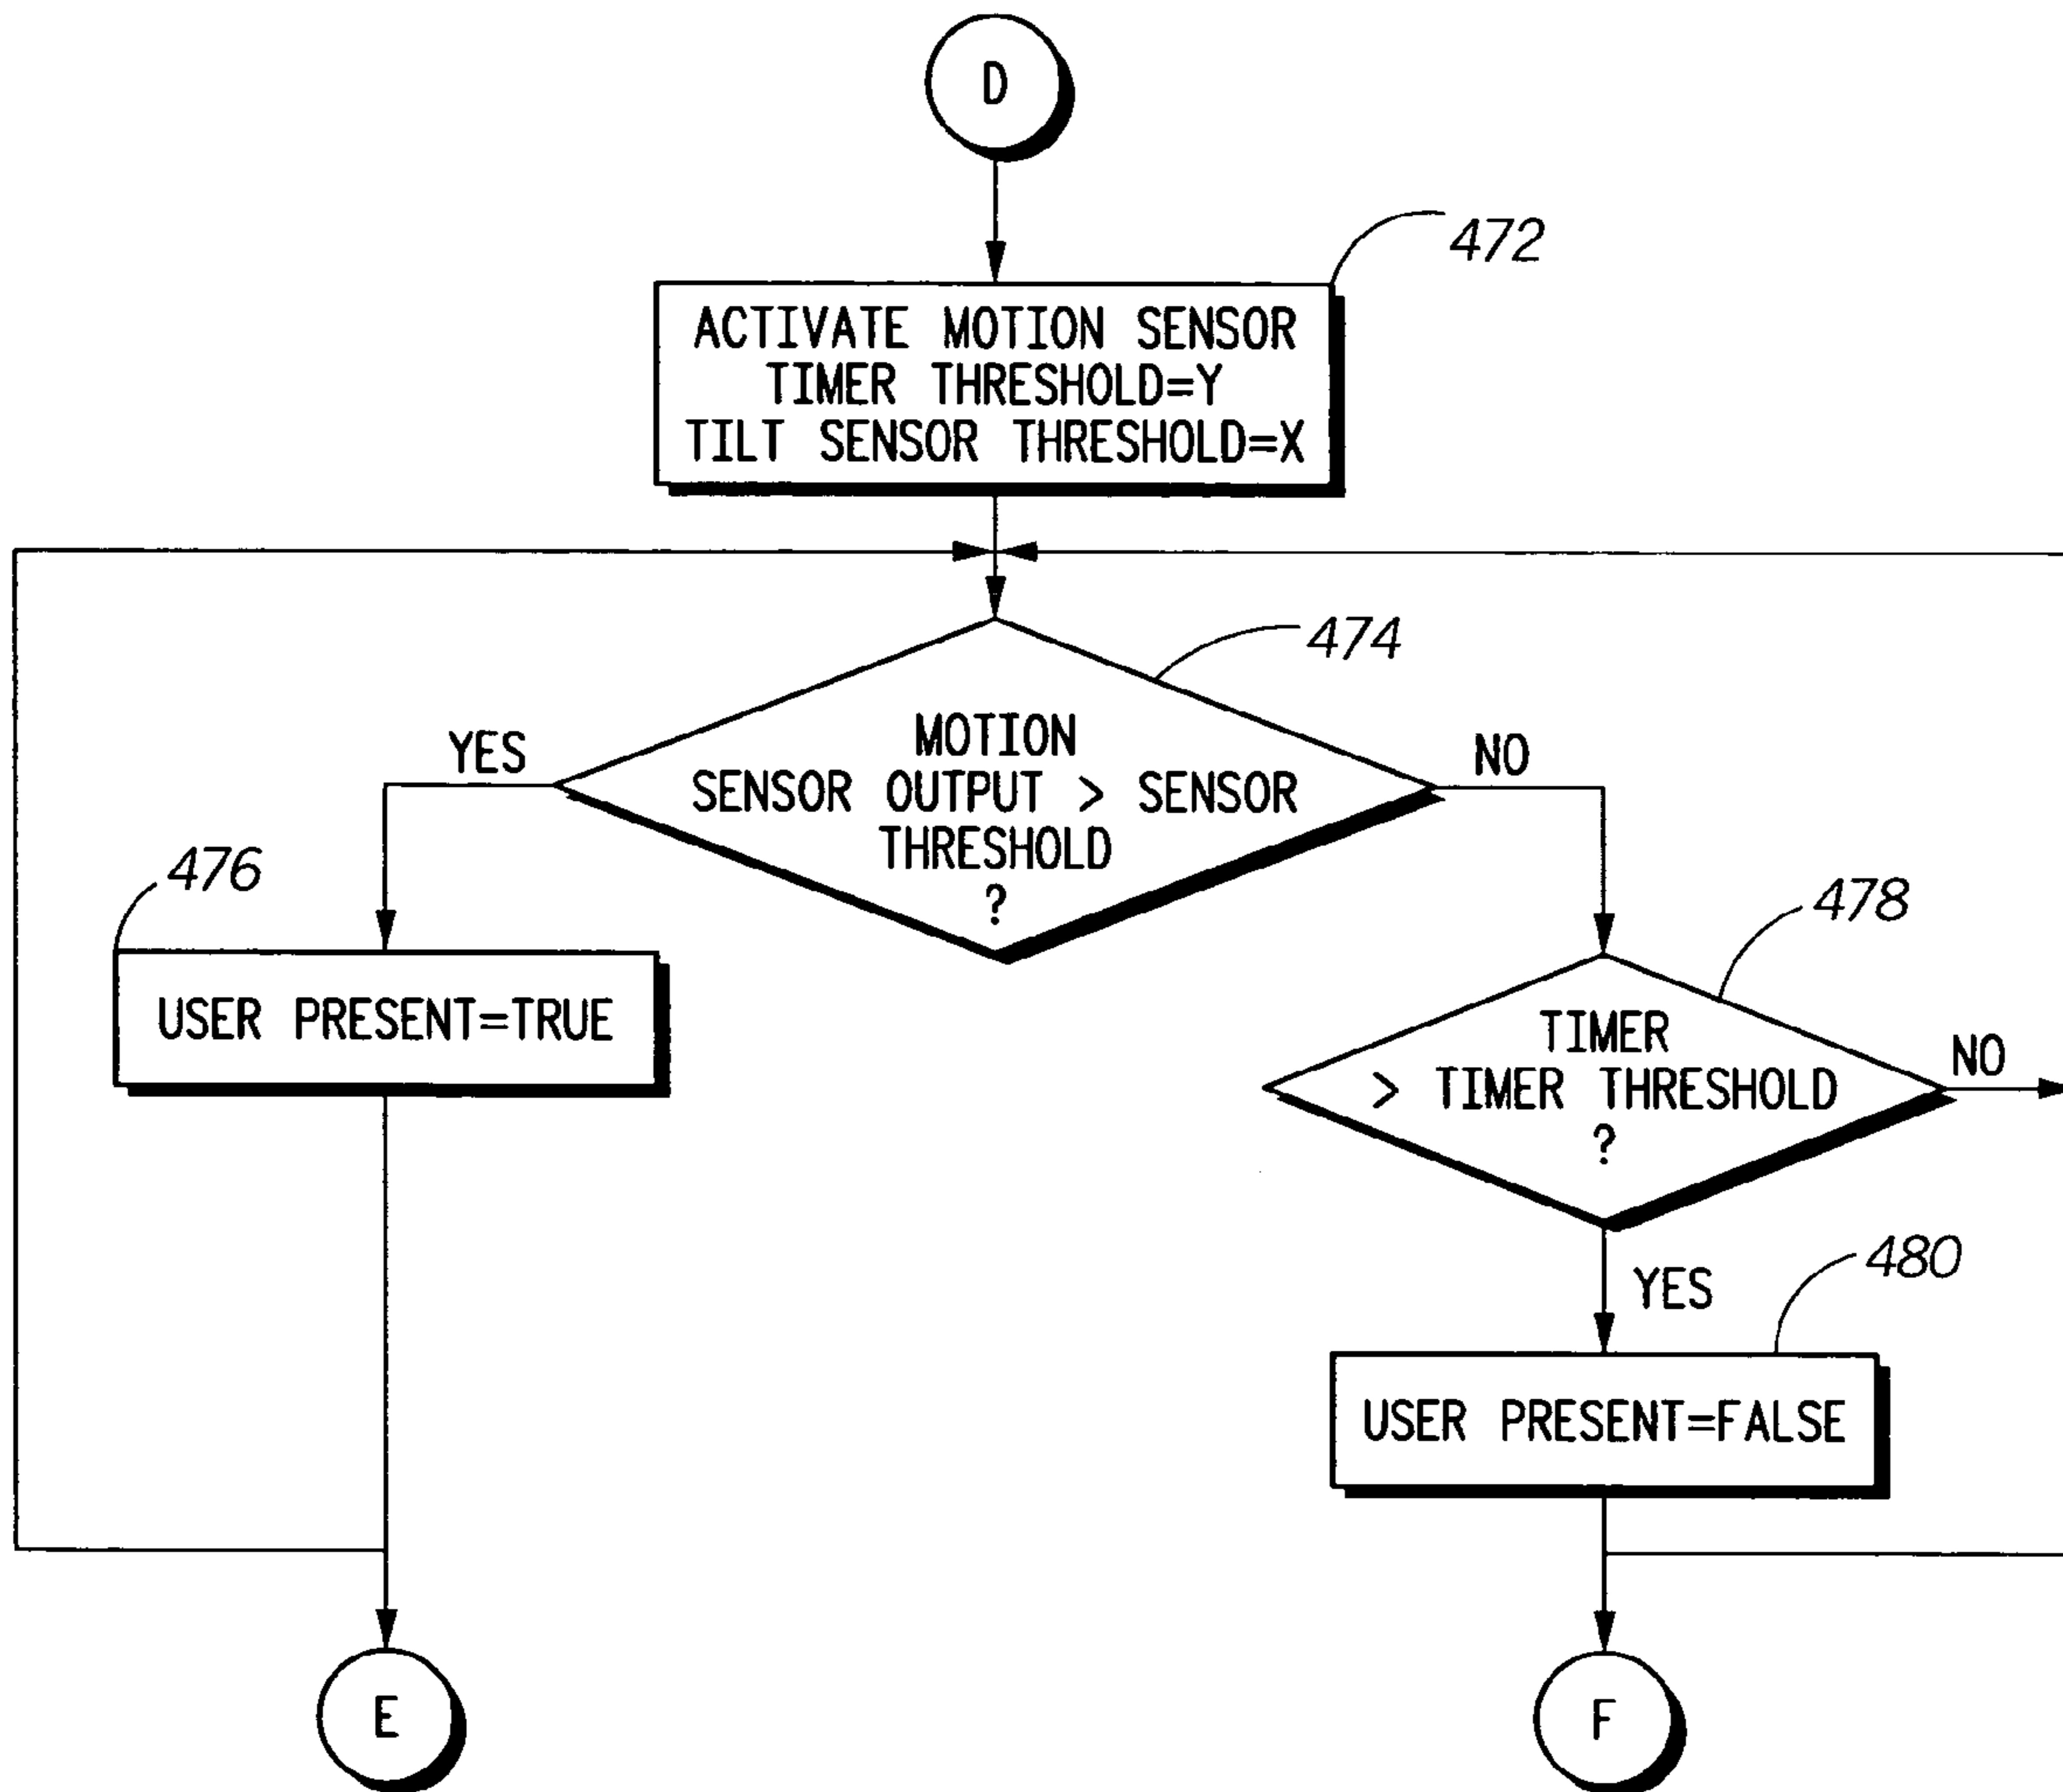 D
472
ACTIVATE MOTION SENSOR
TIMER THRESHOLD=Y
TILT SENSOR THRESHOLD=X
474
MOTION
SENSOR OUTPUT > SENSOR
THRESHOLD
?
YES
NO
476
USER PRESENT=TRUE
478
TIMER
> TIMER THRESHOLD
?
NO
YES
480
USER PRESENT=FALSE
E
F